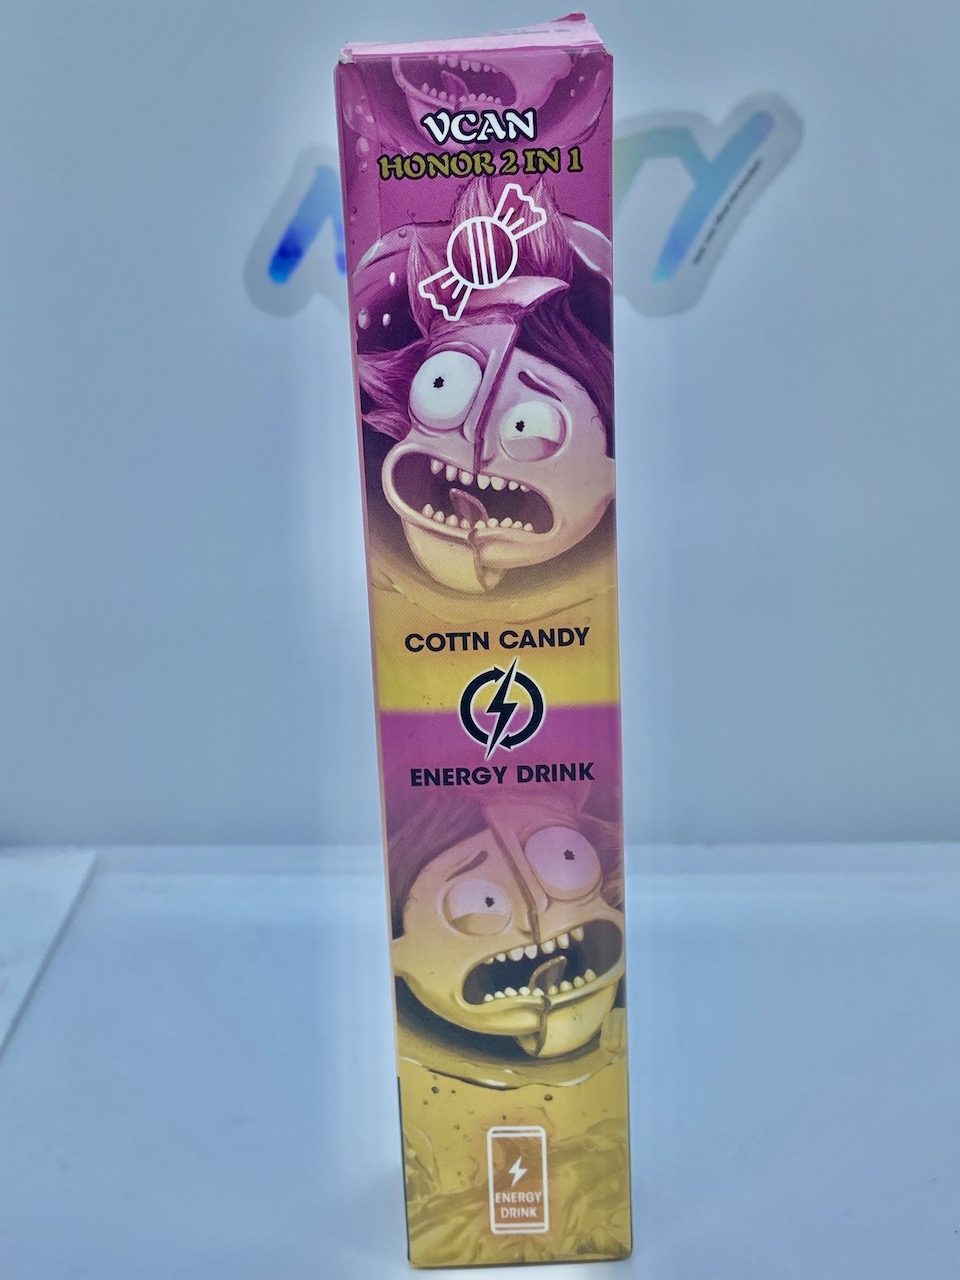 VCAN
HONOR 2 IN 1
COTTN CANDY
ENERGY DRINK
ENERGY
DRINK